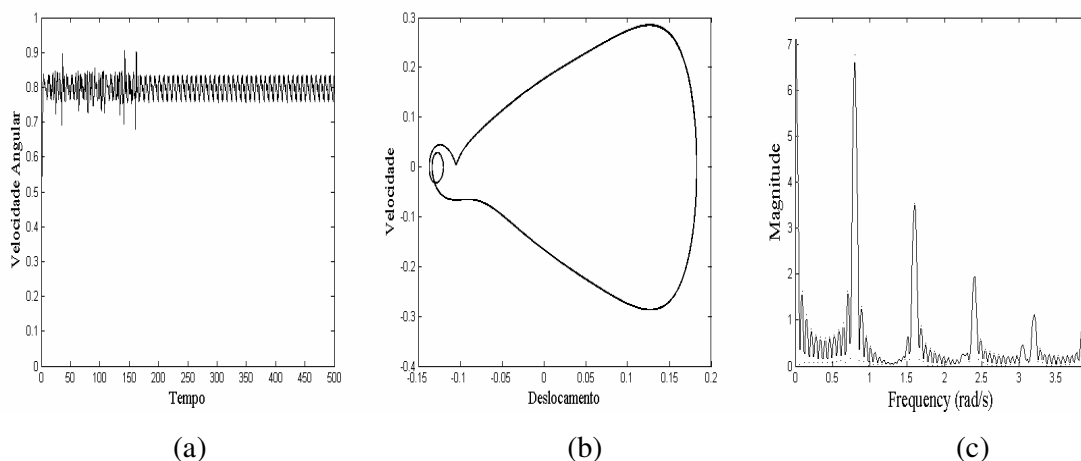 1
0.9
0.8
0.7
0.6
0.5
0.4
0.3
0.2
0.1
0
Velocidade Angular
0 50 100 150 200 250 300 350 400 450 500
Tempo
(a)
0.3
0.2
0.1
0
-0.1
-0.2
-0.3
-0.4
Velocidade
-0.15 -0.1 -0.05 0 0.05 0.1 0.15 0.2
Deslocamento
(b)
7
6
5
4
3
2
1
0
Magnitude
0 0.5 1 1.5 2 2.5 3 3.5
Frequency (rad/s)
(c)